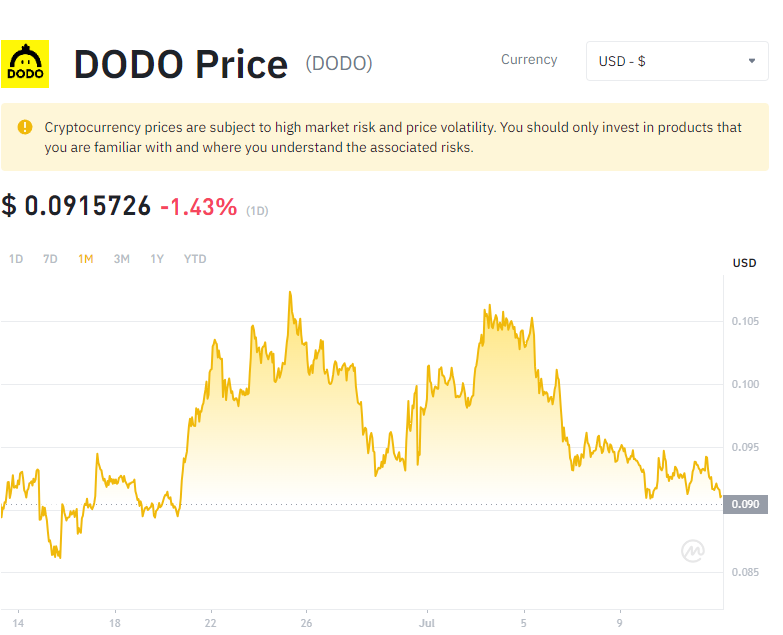 DODO
DODO Price (DODO)
Currency
USD - $
Cryptocurrency prices are subject to high market risk and price volatility. You should only invest in products that
you are familiar with and where you understand the associated risks.
$ 0.0915726 -1.43% (1D)
1D 7D 1M 3M 1Y YTD
USD
0.105
0.100
0.095
0.090
0.085
14 18 22 26 Jul 5 9